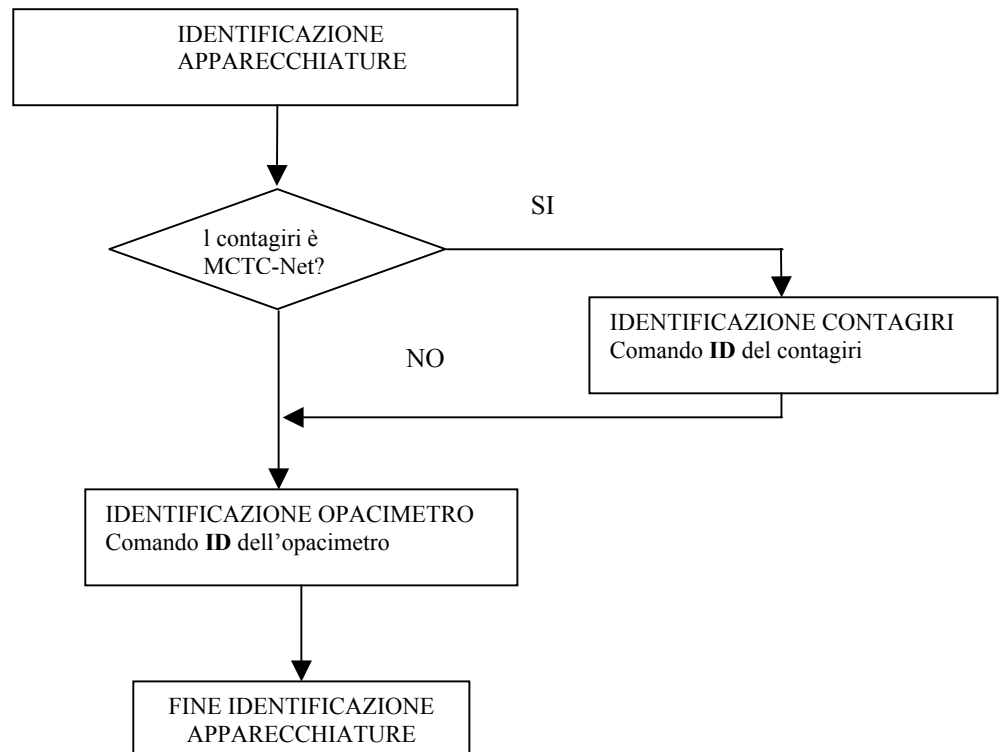 IDENTIFICAZIONE
APPARECCHIATURE
SI
l contagiri è
MCTC-Net?
IDENTIFICAZIONE CONTAGIRI
Comando ID del contagiri
NO
IDENTIFICAZIONE OPACIMETRO
Comando ID dell’opacimetro
FINE IDENTIFICAZIONE
APPARECCHIATURE